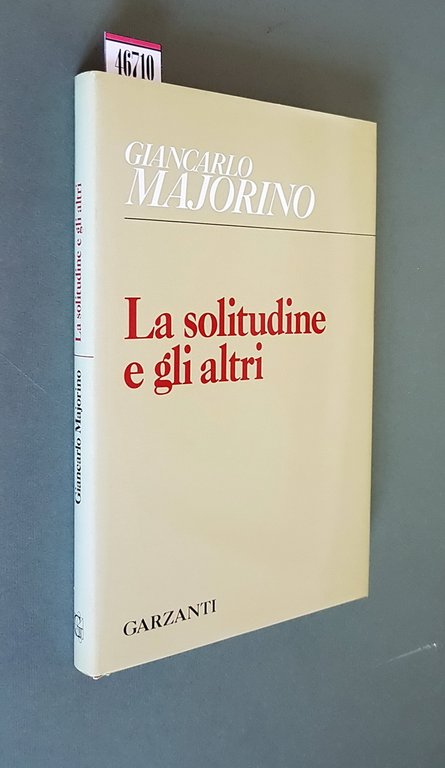 46710
GIANCARLO
MAJORINO
La solitudine
e gli altri
GARZANTI
Giancarlo Majorino
La solitudine e gli altri